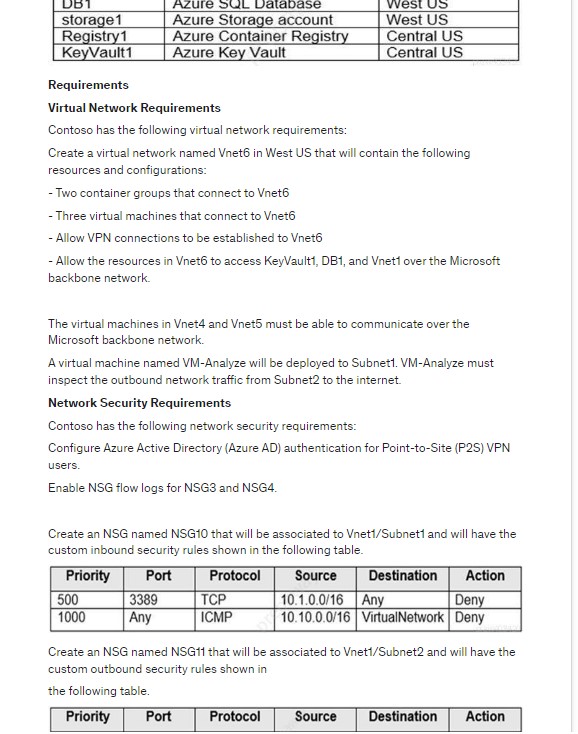 DB1 Azure SQL Database West US
storage1 Azure Storage account West US
Registry1 Azure Container Registry Central US
KeyVault1 Azure Key Vault Central US
Requirements
Virtual Network Requirements
Contoso has the following virtual network requirements:
Create a virtual network named Vnet6 in West US that will contain the following
resources and configurations:
- Two container groups that connect to Vnet6
- Three virtual machines that connect to Vnet6
- Allow VPN connections to be established to Vnet6
- Allow the resources in Vnet6 to access KeyVault1, DB1, and Vnet1 over the Microsoft
backbone network.
The virtual machines in Vnet4 and Vnet5 must be able to communicate over the
Microsoft backbone network.
A virtual machine named VM-Analyze will be deployed to Subnet1. VM-Analyze must
inspect the outbound network traffic from Subnet2 to the internet.
Network Security Requirements
Contoso has the following network security requirements:
Configure Azure Active Directory (Azure AD) authentication for Point-to-Site (P2S) VPN
users.
Enable NSG flow logs for NSG3 and NSG4.
Create an NSG named NSG10 that will be associated to Vnet1/Subnet1 and will have the
custom inbound security rules shown in the following table.
Priority Port Protocol Source Destination Action
500 3389 TCP 10.1.0.0/16 Any Deny
1000 Any ICMP 10.10.0.0/16 VirtualNetwork Deny
Create an NSG named NSG11 that will be associated to Vnet1/Subnet2 and will have the
custom outbound security rules shown in
the following table.
Priority Port Protocol Source Destination Action